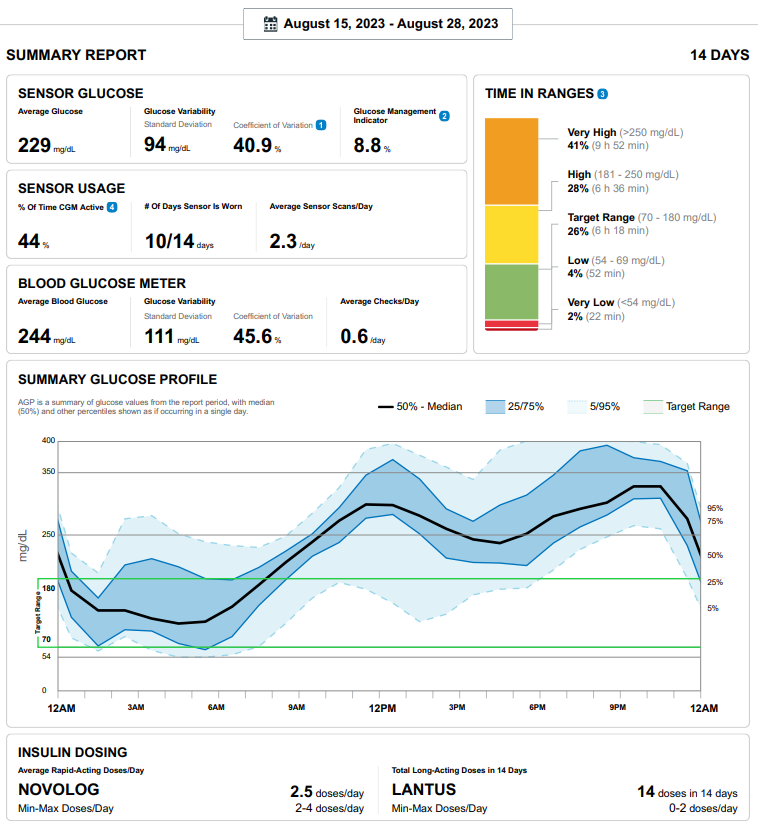 August 15, 2023 - August 28, 2023
SUMMARY REPORT
14 DAYS
SENSOR GLUCOSE
Average Glucose
229 mg/dL
Glucose Variability
Standard Deviation
94 mg/dL
Coefficient of Variation 1
40.9 %
Glucose Management
Indicator 2
8.8 %
SENSOR USAGE
% Of Time CGM Active 4
44 %
# Of Days Sensor Is Worn
10/14 days
Average Sensor Scans/Day
2.3 /day
BLOOD GLUCOSE METER
Average Blood Glucose
244 mg/dL
Glucose Variability
Standard Deviation
111 mg/dL
Coefficient of Variation
45.6 %
Average Checks/Day
0.6 /day
TIME IN RANGES 3
Very High (>250 mg/dL)
41% (9 h 52 min)
High (181 - 250 mg/dL)
28% (6 h 36 min)
Target Range (70 - 180 mg/dL)
26% (6 h 18 min)
Low (54 - 69 mg/dL)
4% (52 min)
Very Low (<54 mg/dL)
2% (22 min)
SUMMARY GLUCOSE PROFILE
AGP is a summary of glucose values from the report period, with median
(50%) and other percentiles shown as if occurring in a single day.
50% - Median
25/75%
5/95%
Target Range
mg/dL
400
350
250
180
Target Range
70
54
0
95%
75%
50%
25%
5%
12AM
3AM
6AM
9AM
12PM
3PM
6PM
9PM
12AM
INSULIN DOSING
Average Rapid-Acting Doses/Day
NOVOLOG
2.5 doses/day
Min-Max Doses/Day
2-4 doses/day
Total Long-Acting Doses in 14 Days
LANTUS
14 doses in 14 days
Min-Max Doses/Day
0-2 doses/day